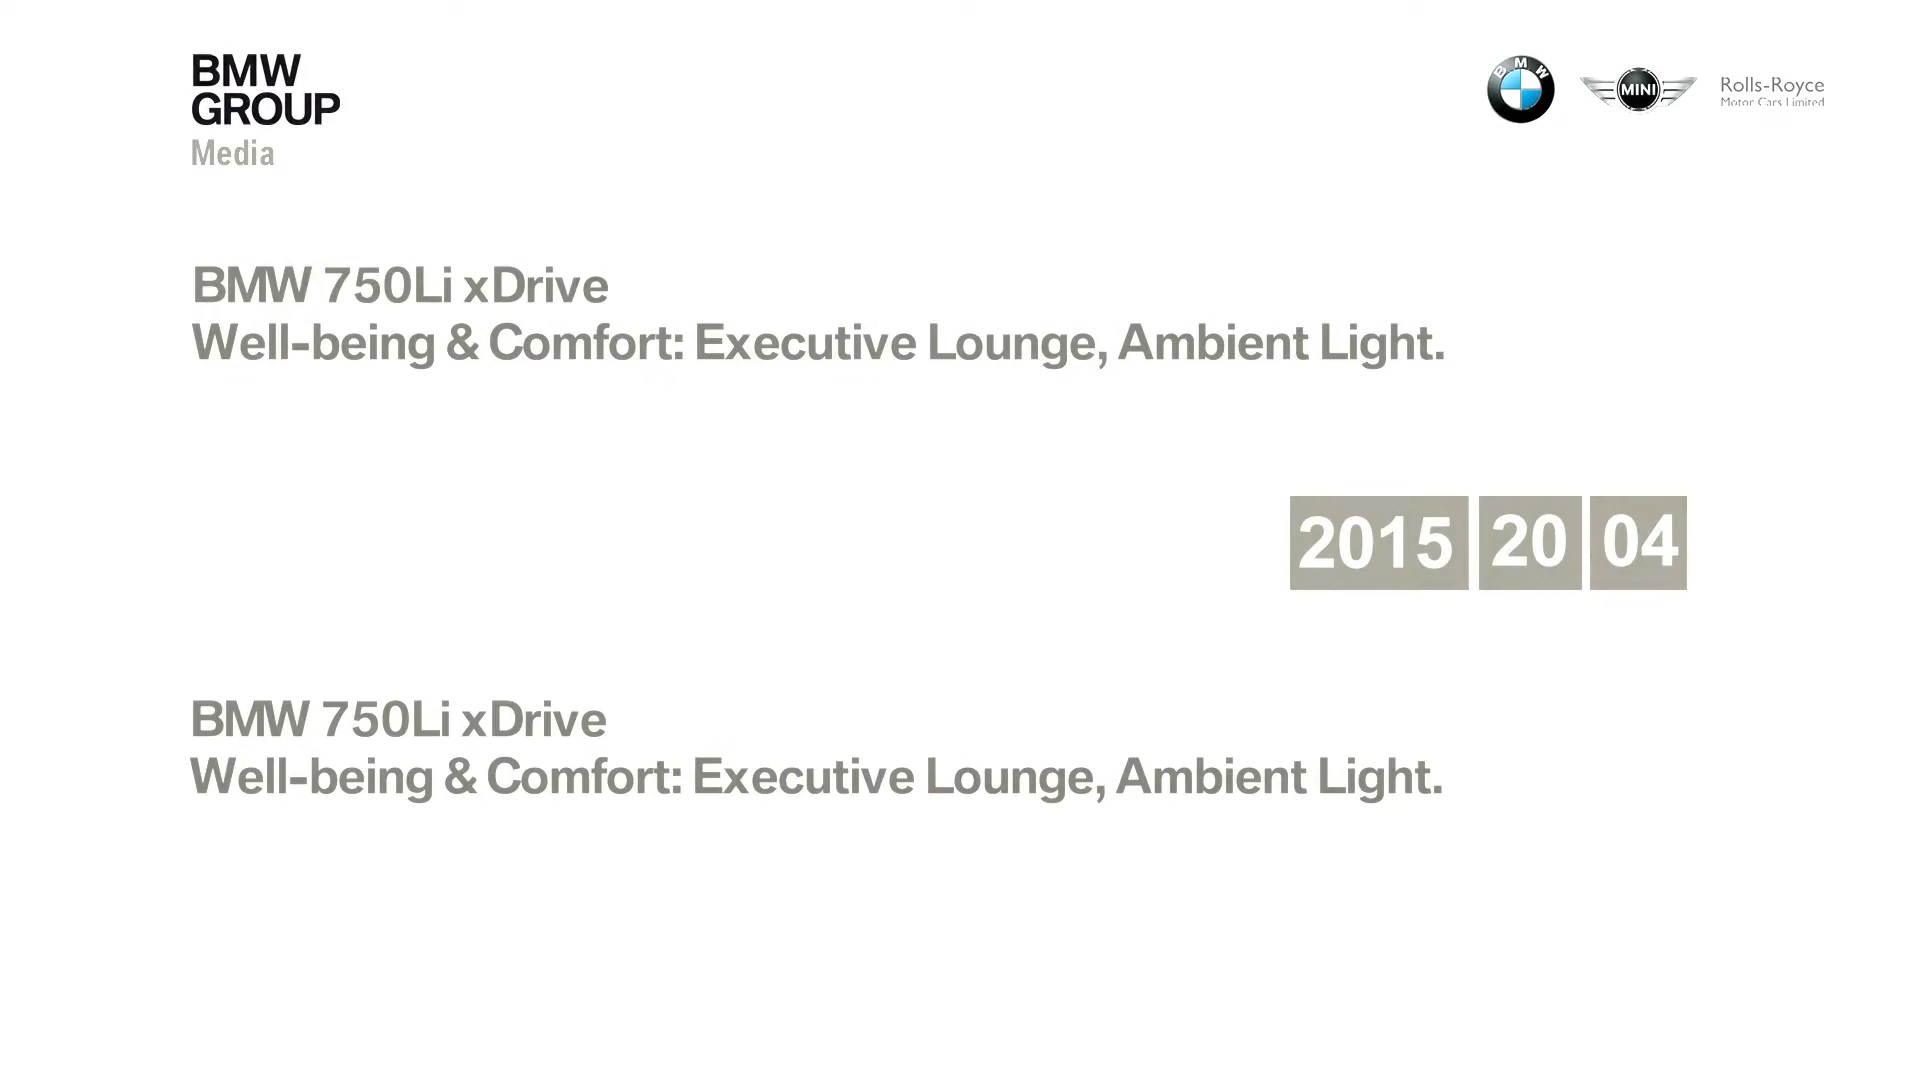 BMW
GROUP
Media
BMW
MINI
Rolls-Royce
Motor Cars Limited
BMW 750Li xDrive
Well-being & Comfort: Executive Lounge, Ambient Light.
2015 20 04
BMW 750Li xDrive
Well-being & Comfort: Executive Lounge, Ambient Light.